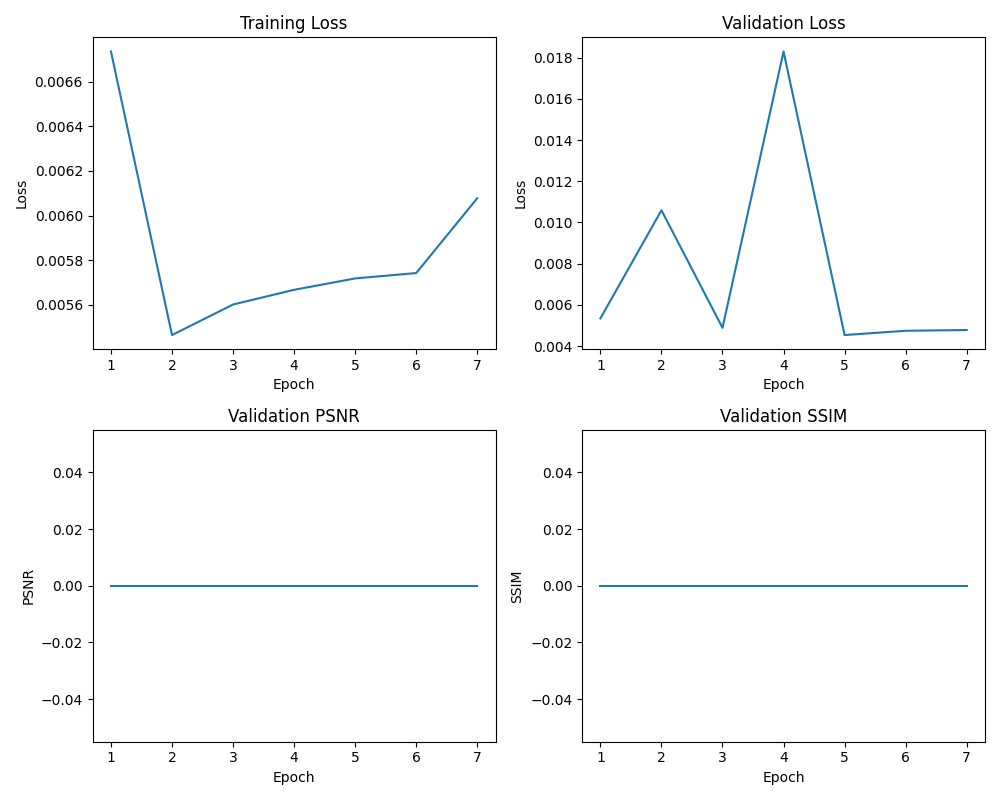 Training Loss
Validation Loss
0.0066
0.0064
0.0062
0.0060
0.0058
0.0056
Loss
1 2 3 4 5 6 7
Epoch
0.018
0.016
0.014
0.012
0.010
0.008
0.006
0.004
Loss
1 2 3 4 5 6 7
Epoch
Validation PSNR
Validation SSIM
0.04
0.02
0.00
−0.02
−0.04
PSNR
1 2 3 4 5 6 7
Epoch
0.04
0.02
0.00
−0.02
−0.04
SSIM
1 2 3 4 5 6 7
Epoch